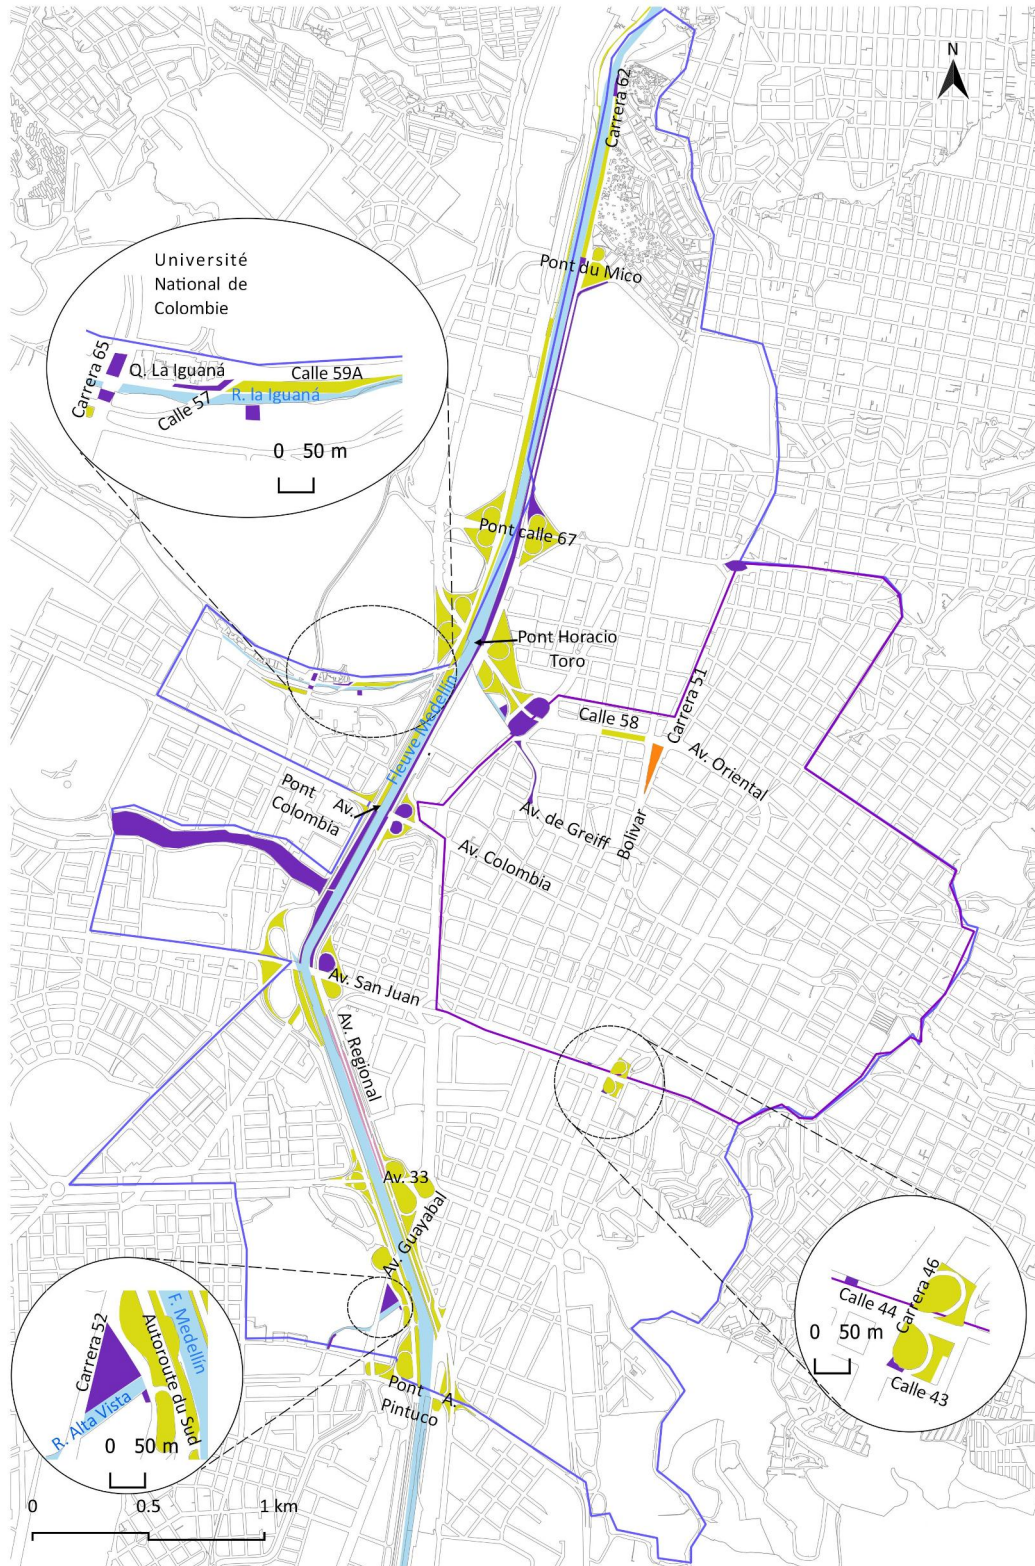 N
Carrera 62
Pont du Mico
Université
National de
Colombie
Carrera 65
Q. La Iguaná
Calle 59A
Calle 57
R. la Iguaná
0 50 m
Pont calle 67
Pont Horacio
Toro
Fleuve Medellín
Carrera 51
Calle 58
Av. Oriental
Pont Av.
Colombia
Av. de Greiff
Bolivar
Av. Colombia
Av. San Juan
Av. Regional
Av. 33
Av. Guayabal
Carrera 46
Calle 44
0 50 m
Calle 43
Carrera 52
F. Medellín
Autoroute du Sud
R. Alta Vista
0 50 m
Pont A.
Pintuco
0 0.5 1 km